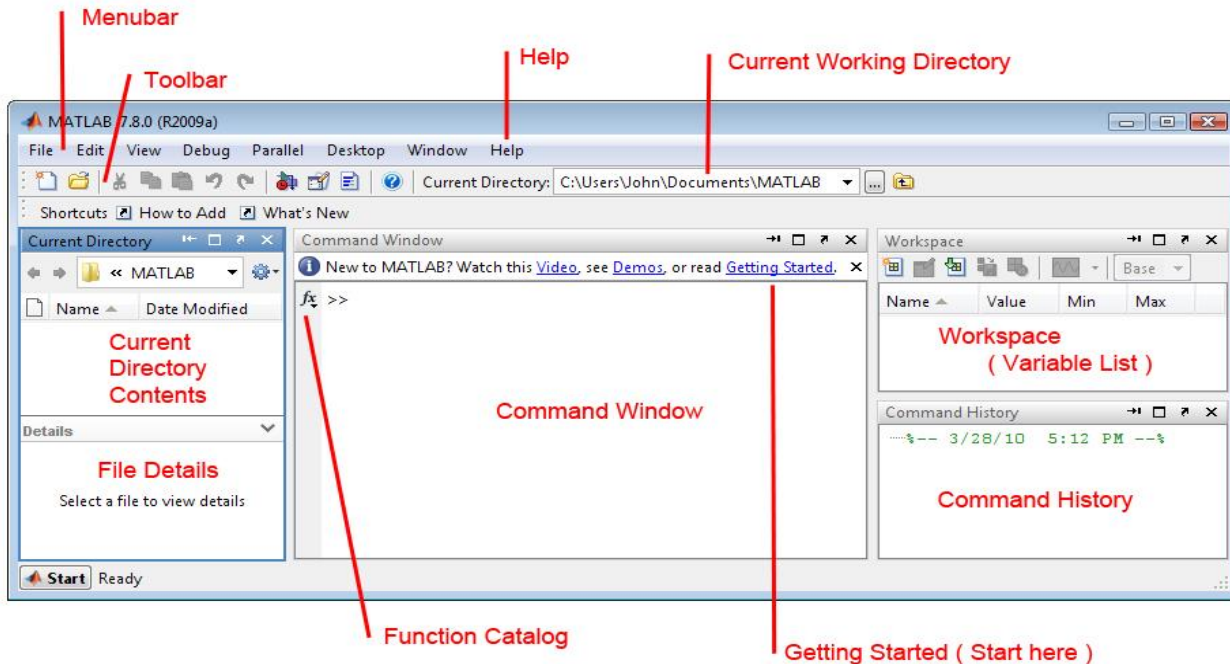 Menubar
Help
Current Working Directory
Toolbar
MATLAB 7.8.0 (R2009a)
File Edit View Debug Parallel Desktop Window Help
Current Directory: C:\Users\John\Documents\MATLAB ...
Shortcuts How to Add What's New
Current Directory
« MATLAB
Name Date Modified
Current
Directory
Contents
Details
File Details
Select a file to view details
Command Window
New to MATLAB? Watch this Video, see Demos, or read Getting Started.
fx >>
Command Window
Workspace
Base
Name Value Min Max
Workspace
( Variable List )
Command History
%-- 3/28/10 5:12 PM --%
Command History
Start Ready
Function Catalog
Getting Started ( Start here )